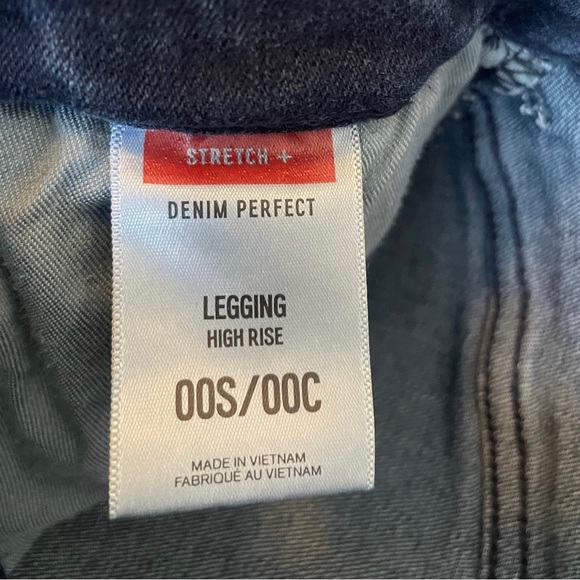 STRETCH +
DENIM PERFECT
LEGGING
HIGH RISE
00S/00C
MADE IN VIETNAM
FABRIQUÉ AU VIETNAM